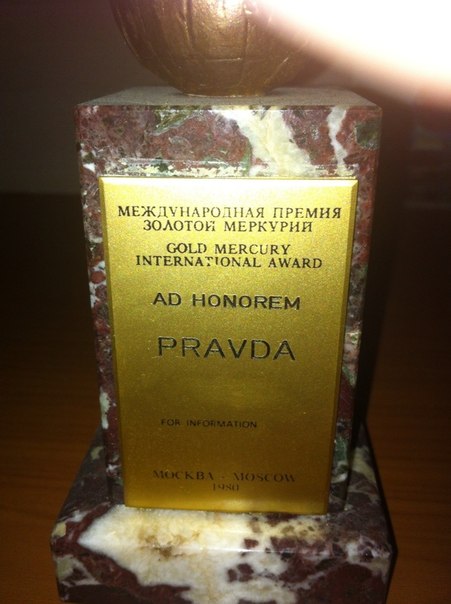 МЕЖДУНАРОДНАЯ ПРЕМИЯ
ЗОЛОТОЙ МЕРКУРИЙ
GOLD MERCURY
INTERNATIONAL AWARD
AD HONOREM
PRAVDA
FOR INFORMATION
МОСКВА - MOSCOW
1980